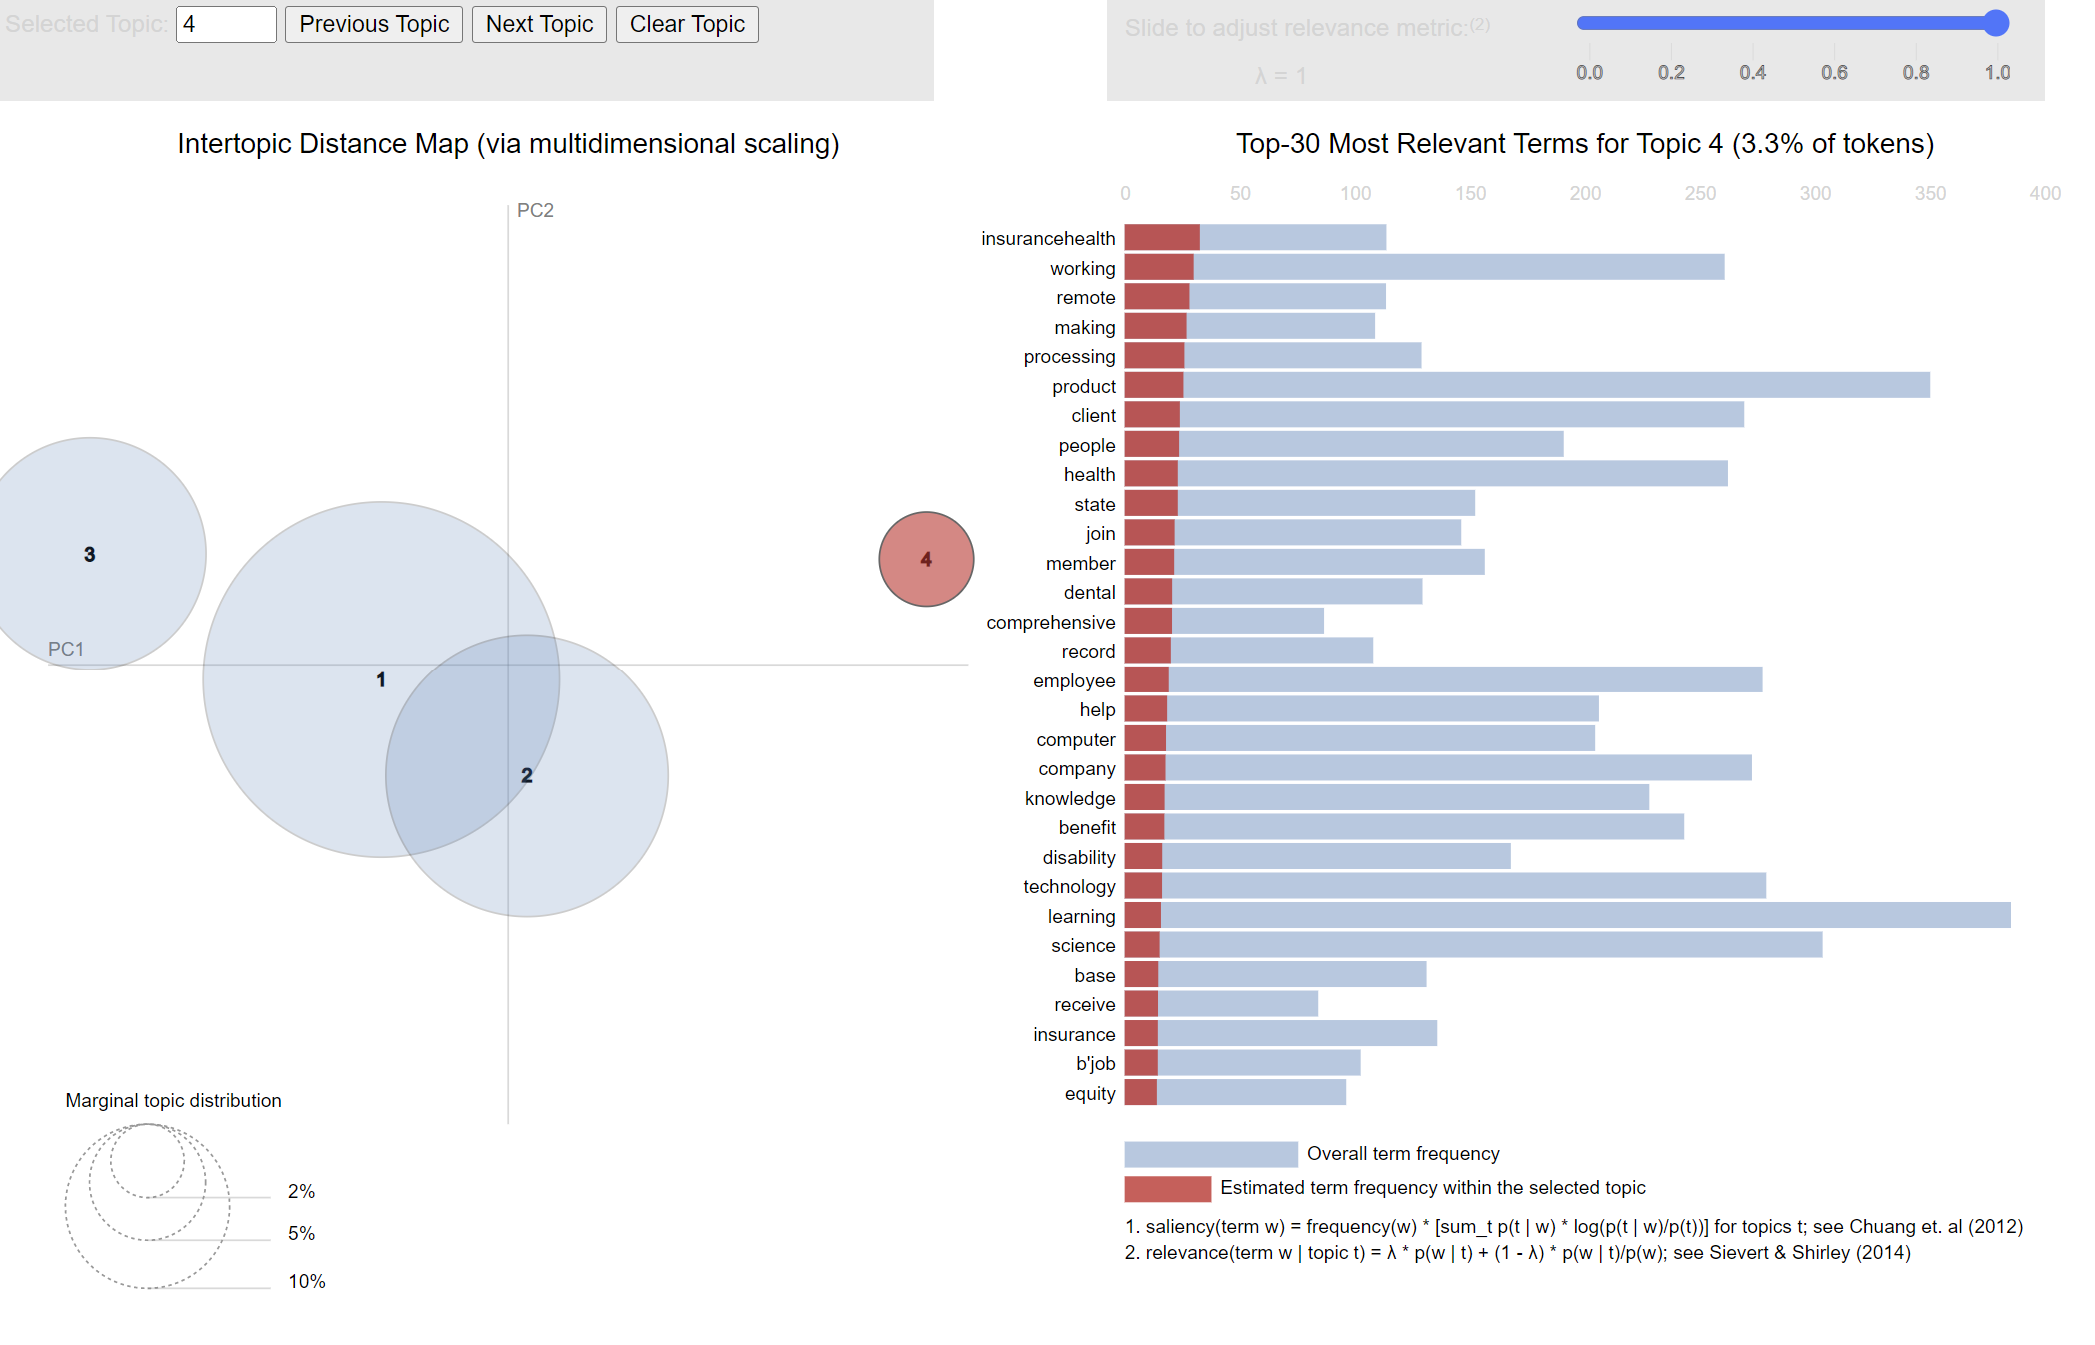 Selected Topic: 4 Previous Topic Next Topic Clear Topic
Slide to adjust relevance metric:(2)
λ = 1
0.0 0.2 0.4 0.6 0.8 1.0
Intertopic Distance Map (via multidimensional scaling)
PC2
PC1
3
1
2
4
Marginal topic distribution
2%
5%
10%
Top-30 Most Relevant Terms for Topic 4 (3.3% of tokens)
0 50 100 150 200 250 300 350 400
insurancehealth
working
remote
making
processing
product
client
people
health
state
join
member
dental
comprehensive
record
employee
help
computer
company
knowledge
benefit
disability
technology
learning
science
base
receive
insurance
b'job
equity
Overall term frequency
Estimated term frequency within the selected topic
1. saliency(term w) = frequency(w) * [sum_t p(t | w) * log(p(t | w)/p(t))] for topics t; see Chuang et. al (2012)
2. relevance(term w | topic t) = λ * p(w | t) + (1 - λ) * p(w | t)/p(w); see Sievert & Shirley (2014)